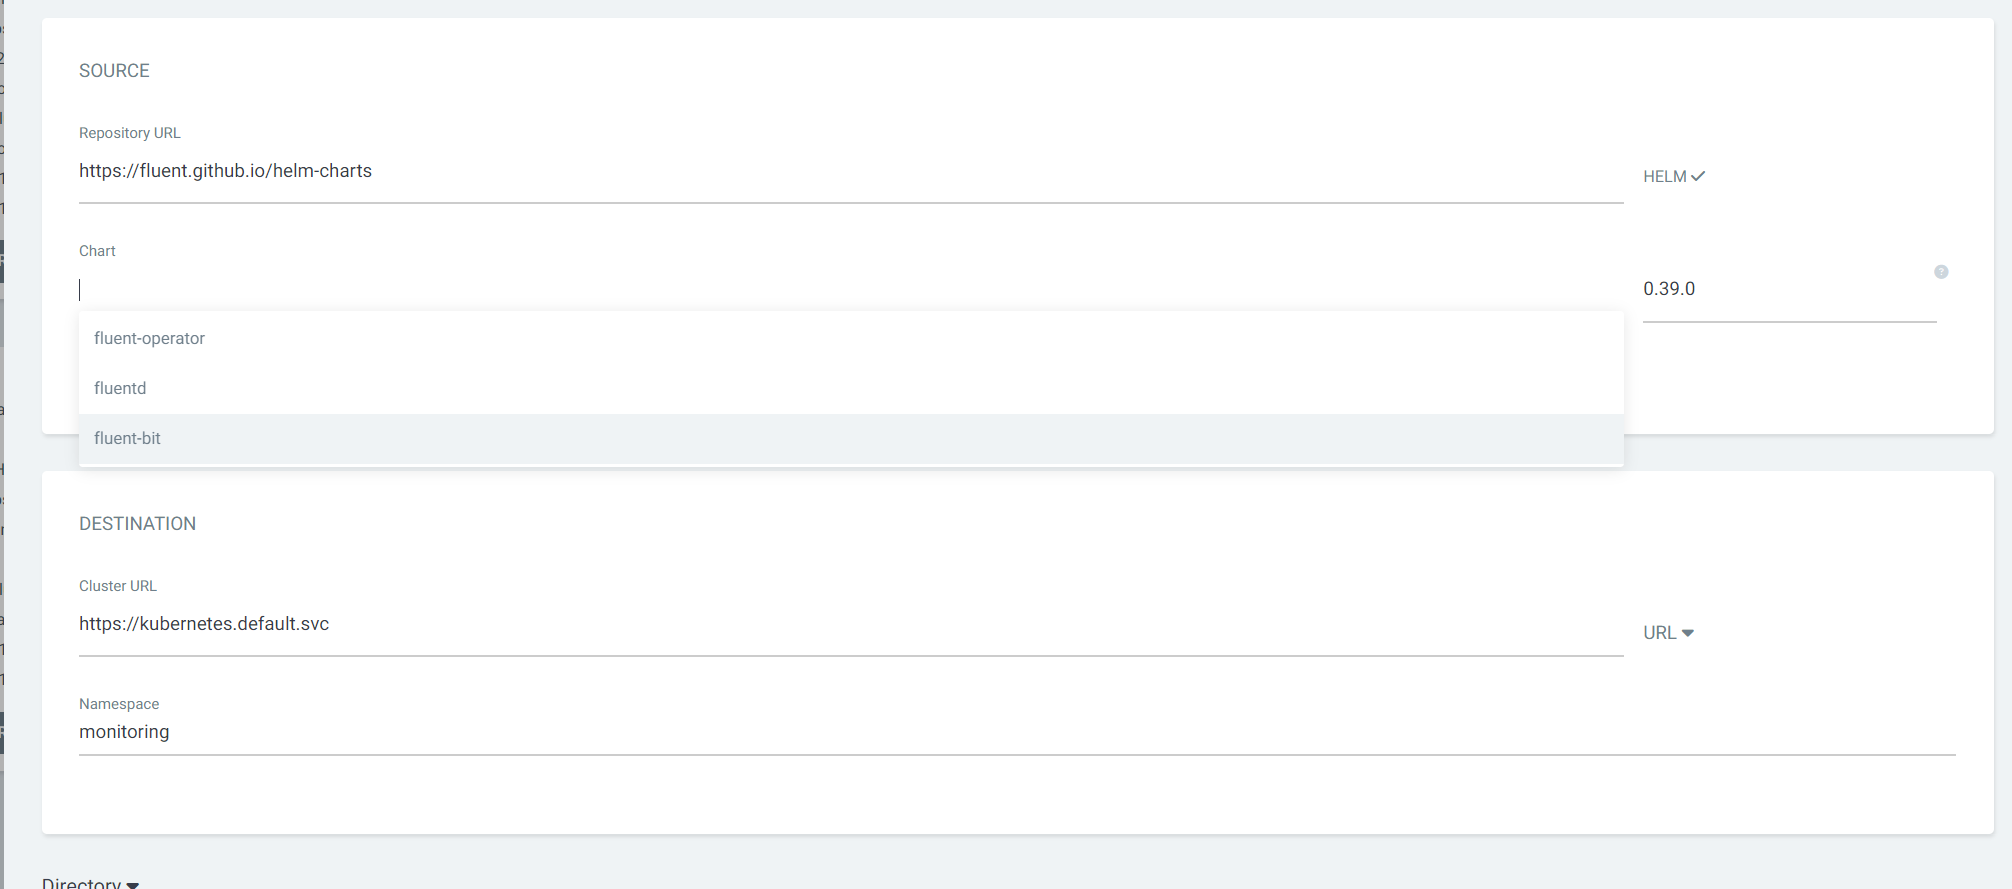 SOURCE
Repository URL
https://fluent.github.io/helm-charts
HELM
Chart
0.39.0
fluent-operator
fluentd
fluent-bit
DESTINATION
Cluster URL
https://kubernetes.default.svc
URL
Namespace
monitoring
Directory